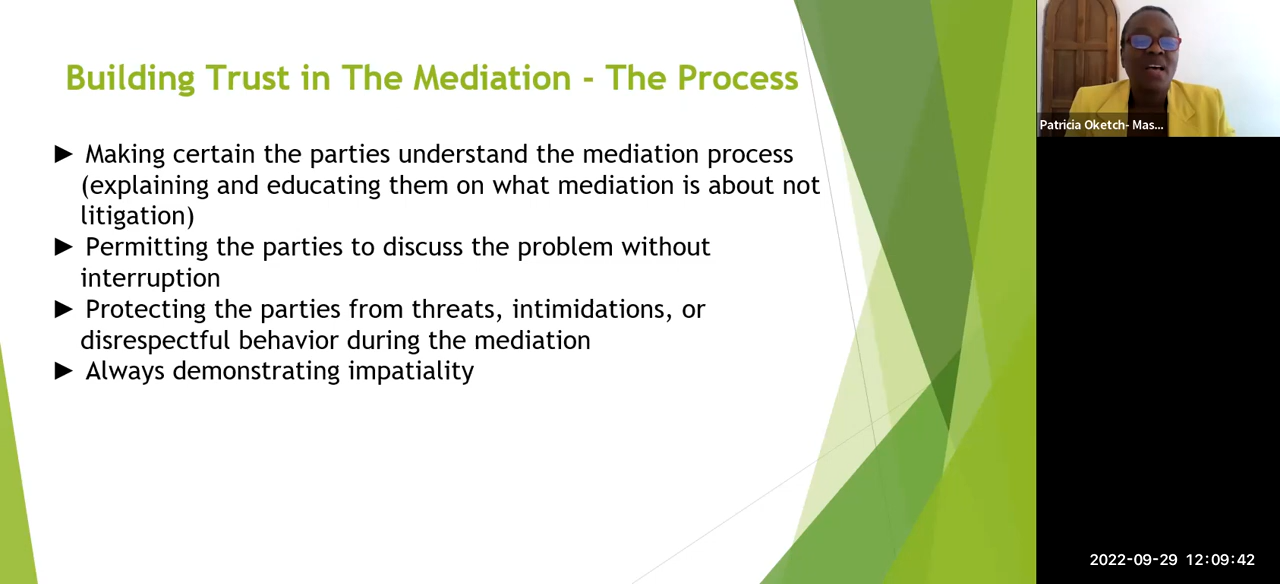 Building Trust in The Mediation - The Process
► Making certain the parties understand the mediation process
(explaining and educating them on what mediation is about not
litigation)
► Permitting the parties to discuss the problem without
interruption
► Protecting the parties from threats, intimidations, or
disrespectful behavior during the mediation
► Always demonstrating impatiality
Patricia Oketch- Mas...
2022-09-29 12:09:42